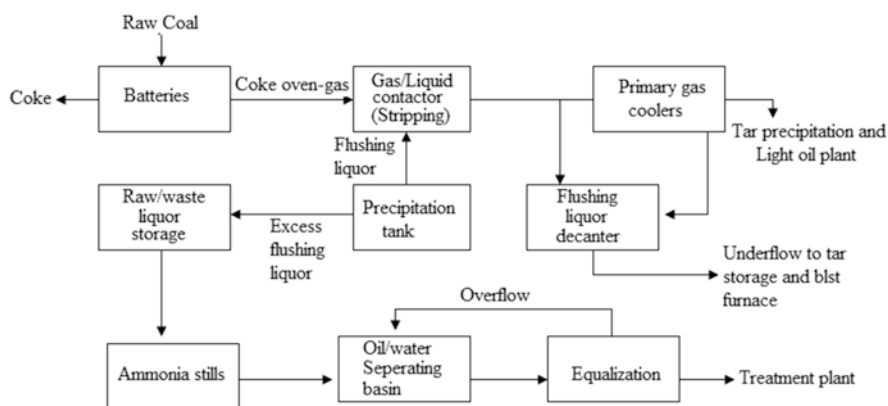 Raw Coal
Coke
Batteries
Coke oven-gas
Gas/Liquid
contactor
(Stripping)
Primary gas
coolers
Tar precipitation and
Light oil plant
Flushing
liquor
Raw/waste
liquor
storage
Excess
flushing
liquor
Precipitation
tank
Flushing
liquor
decanter
Underflow to tar
storage and blst
furnace
Overflow
Ammonia stills
Oil/water
Seperating
basin
Equalization
Treatment plant